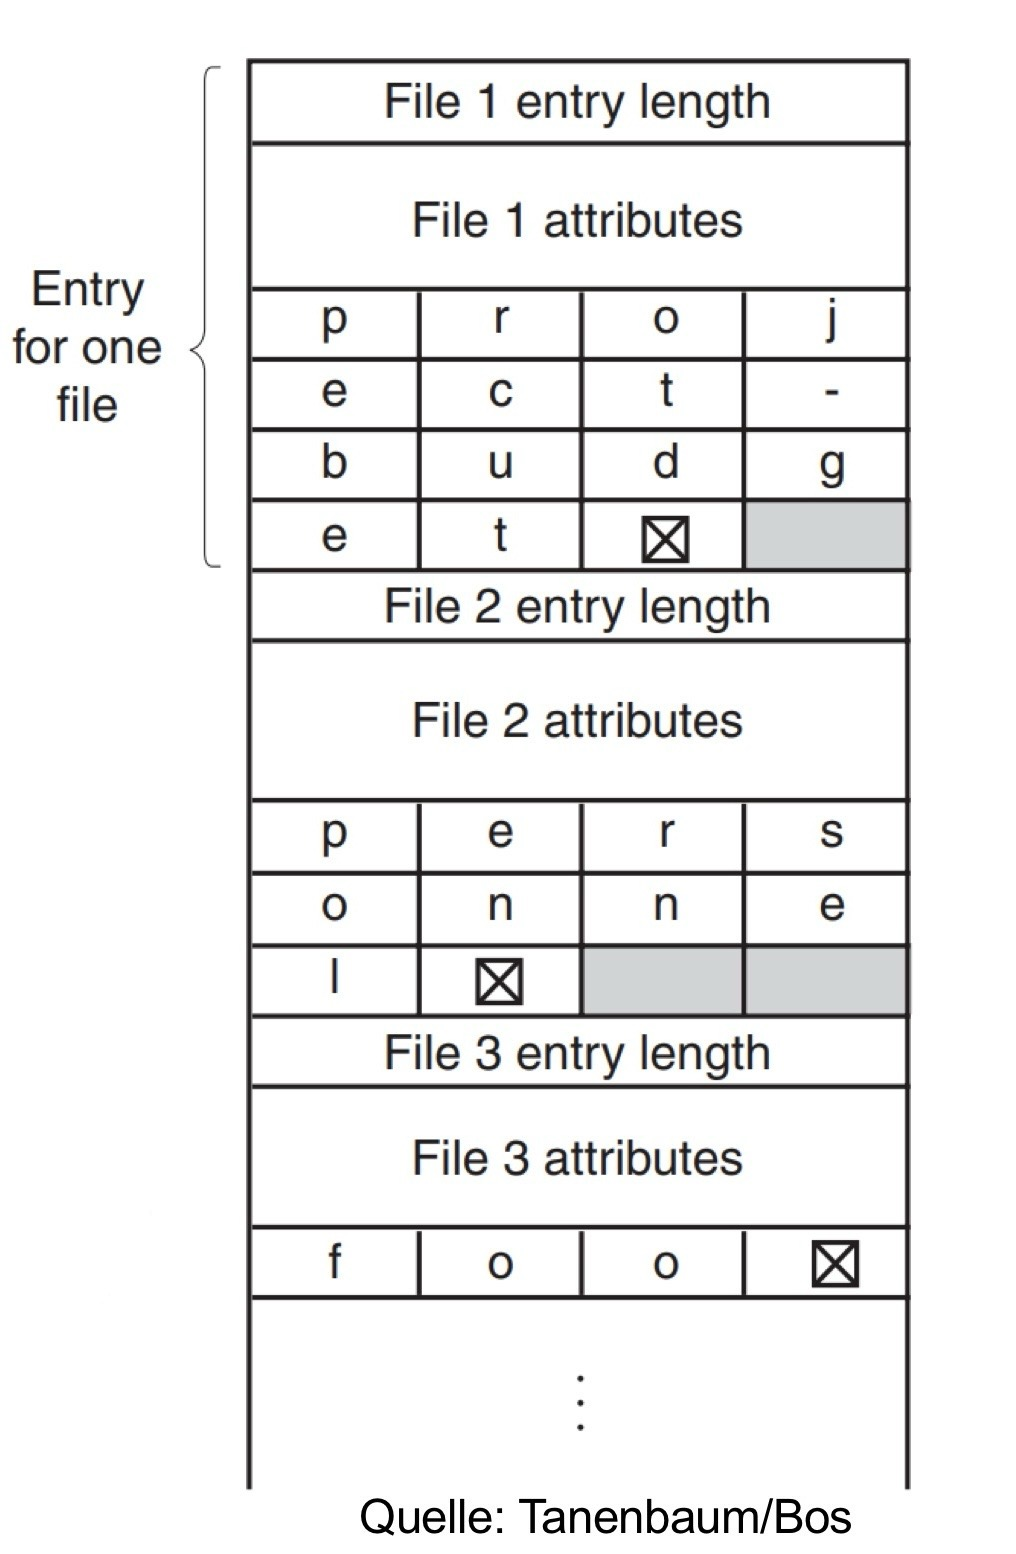 File 1 entry length
File 1 attributes
Entry
for one
file
p r o j
e c t -
b u d g
e t ☒
File 2 entry length
File 2 attributes
p e r s
o n n e
l ☒
File 3 entry length
File 3 attributes
f o o ☒
⋮
Quelle: Tanenbaum/Bos